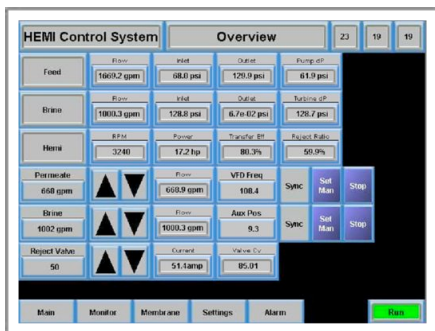 HEMI Control System Overview 23 19 19
Flow Inlet Outlet Pump dP
Feed 1669.2 gpm 68.0 psi 129.9 psi 61.9 psi
Flow Inlet Outlet Turbine dP
Brine 1000.3 gpm 128.8 psi 6.7e-02 psi 128.7 psi
RPM Power Transfer Eff Reject Ratio
Hemi 3240 17.2 hp 80.3% 59.9%
Permeate Flow VFD Freq Sync Set Man Stop
668 gpm 668.9 gpm 108.4
Brine Flow Aux Pos Sync Set Man Stop
1002 gpm 1000.3 gpm 9.3
Reject Valve Current Valve Cv
50 51.4amp 85.01
Main Monitor Membrane Settings Alarm Run